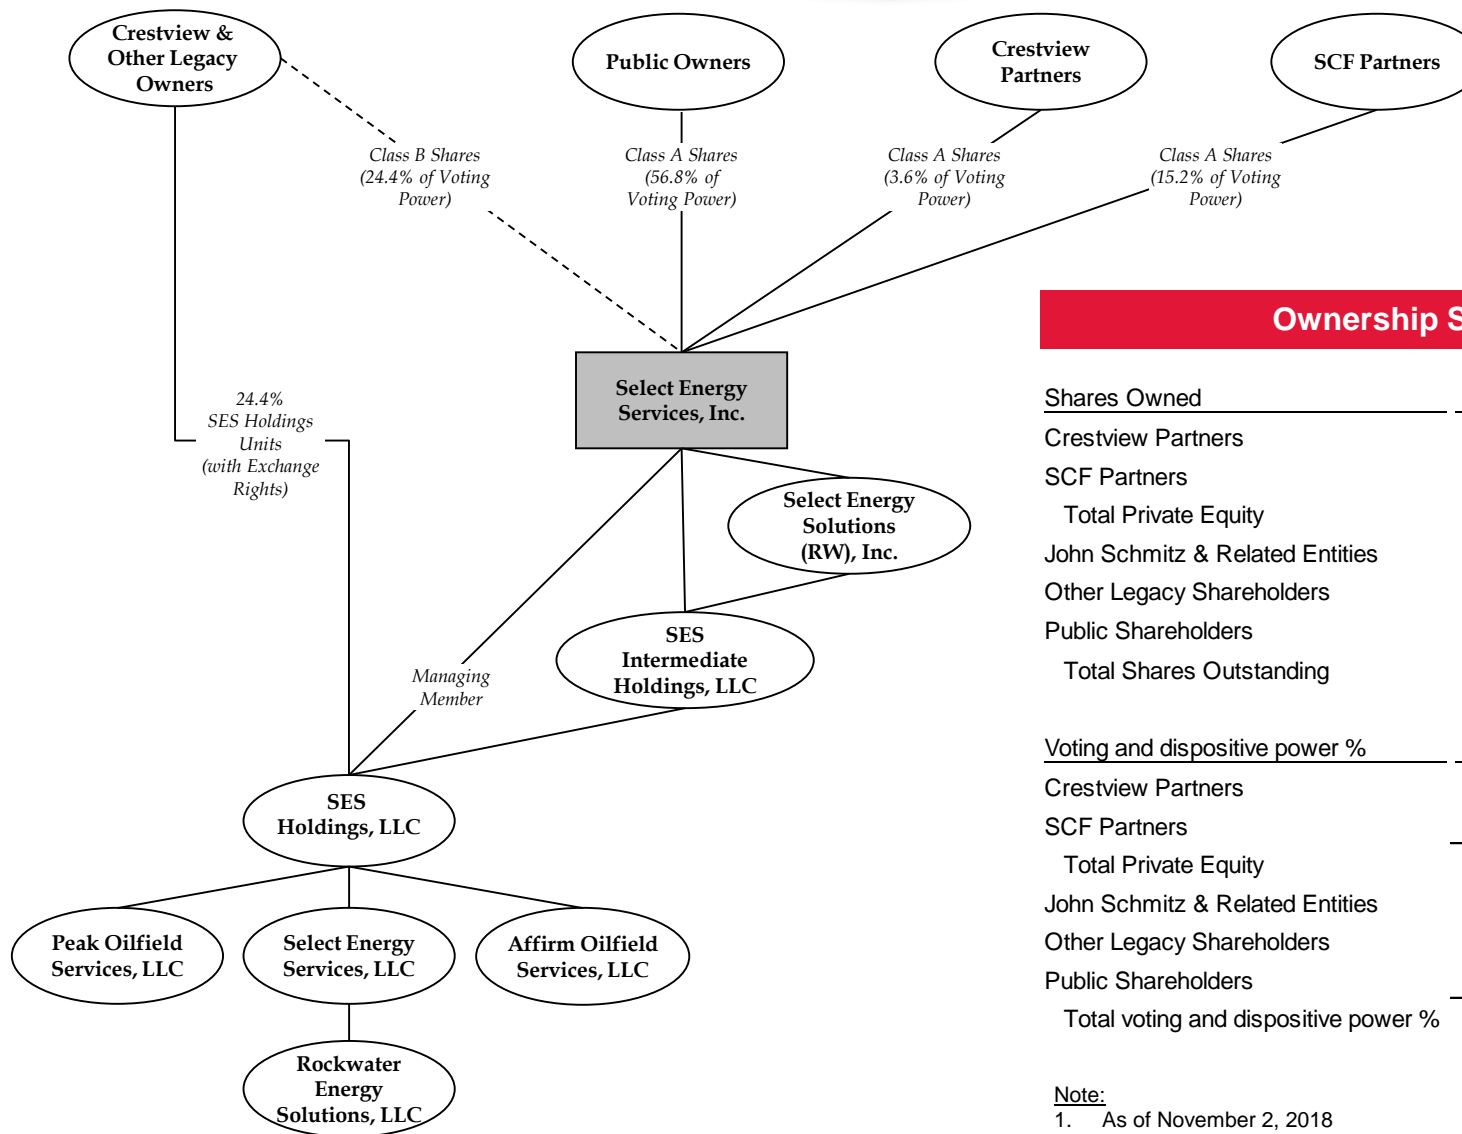 Crestview &
Other Legacy
Owners
Public Owners
Crestview
Partners
SCF Partners
Class B Shares
(24.4% of Voting
Power)
Class A Shares
(56.8% of
Voting Power)
Class A Shares
(3.6% of Voting
Power)
Class A Shares
(15.2% of Voting
Power)
Select Energy
Services, Inc.
24.4%
SES Holdings
Units
(with Exchange
Rights)
Select Energy
Solutions
(RW), Inc.
SES
Intermediate
Holdings, LLC
Managing
Member
SES
Holdings, LLC
Peak Oilfield
Services, LLC
Select Energy
Services, LLC
Affirm Oilfield
Services, LLC
Rockwater
Energy
Solutions, LLC
Ownership S
Shares Owned
Crestview Partners
SCF Partners
Total Private Equity
John Schmitz & Related Entities
Other Legacy Shareholders
Public Shareholders
Total Shares Outstanding
Voting and dispositive power %
Crestview Partners
SCF Partners
Total Private Equity
John Schmitz & Related Entities
Other Legacy Shareholders
Public Shareholders
Total voting and dispositive power %
Note:
1. As of November 2, 2018